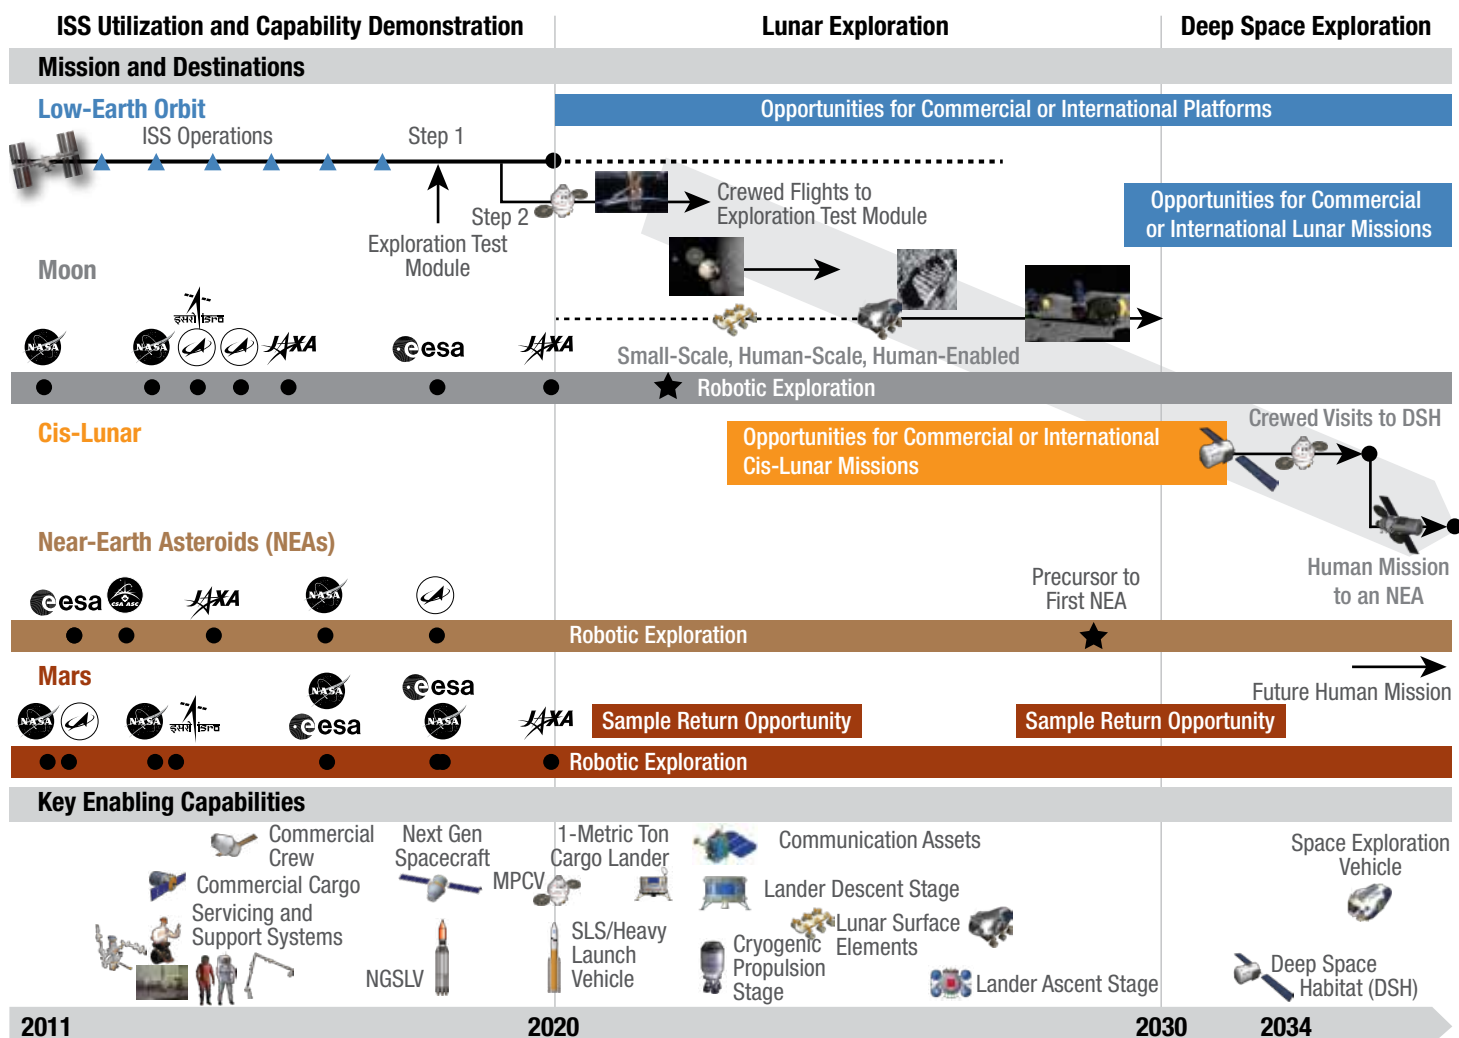 ISS Utilization and Capability Demonstration
Lunar Exploration
Deep Space Exploration
Mission and Destinations
Low-Earth Orbit
Opportunities for Commercial or International Platforms
ISS Operations
Step 1
Step 2
Exploration Test
Module
Crewed Flights to
Exploration Test Module
Opportunities for Commercial
or International Lunar Missions
Moon
इसरो isro
NASA
NASA
JAXA
esa
JAXA
Small-Scale, Human-Scale, Human-Enabled
Robotic Exploration
Cis-Lunar
Opportunities for Commercial or International
Cis-Lunar Missions
Crewed Visits to DSH
Near-Earth Asteroids (NEAs)
Human Mission
to an NEA
Precursor to
First NEA
esa
CSA ASC
JAXA
NASA
Robotic Exploration
Mars
Future Human Mission
NASA
esa
NASA
NASA
इसरो isro
esa
NASA
JAXA
Sample Return Opportunity
Sample Return Opportunity
Robotic Exploration
Key Enabling Capabilities
Commercial
Crew
Next Gen
Spacecraft
1-Metric Ton
Cargo Lander
Communication Assets
Space Exploration
Vehicle
Commercial Cargo
MPCV
Lander Descent Stage
Servicing and
Support Systems
NGSLV
SLS/Heavy
Launch
Vehicle
Cryogenic
Propulsion
Stage
Lunar Surface
Elements
Lander Ascent Stage
Deep Space
Habitat (DSH)
2011
2020
2030
2034